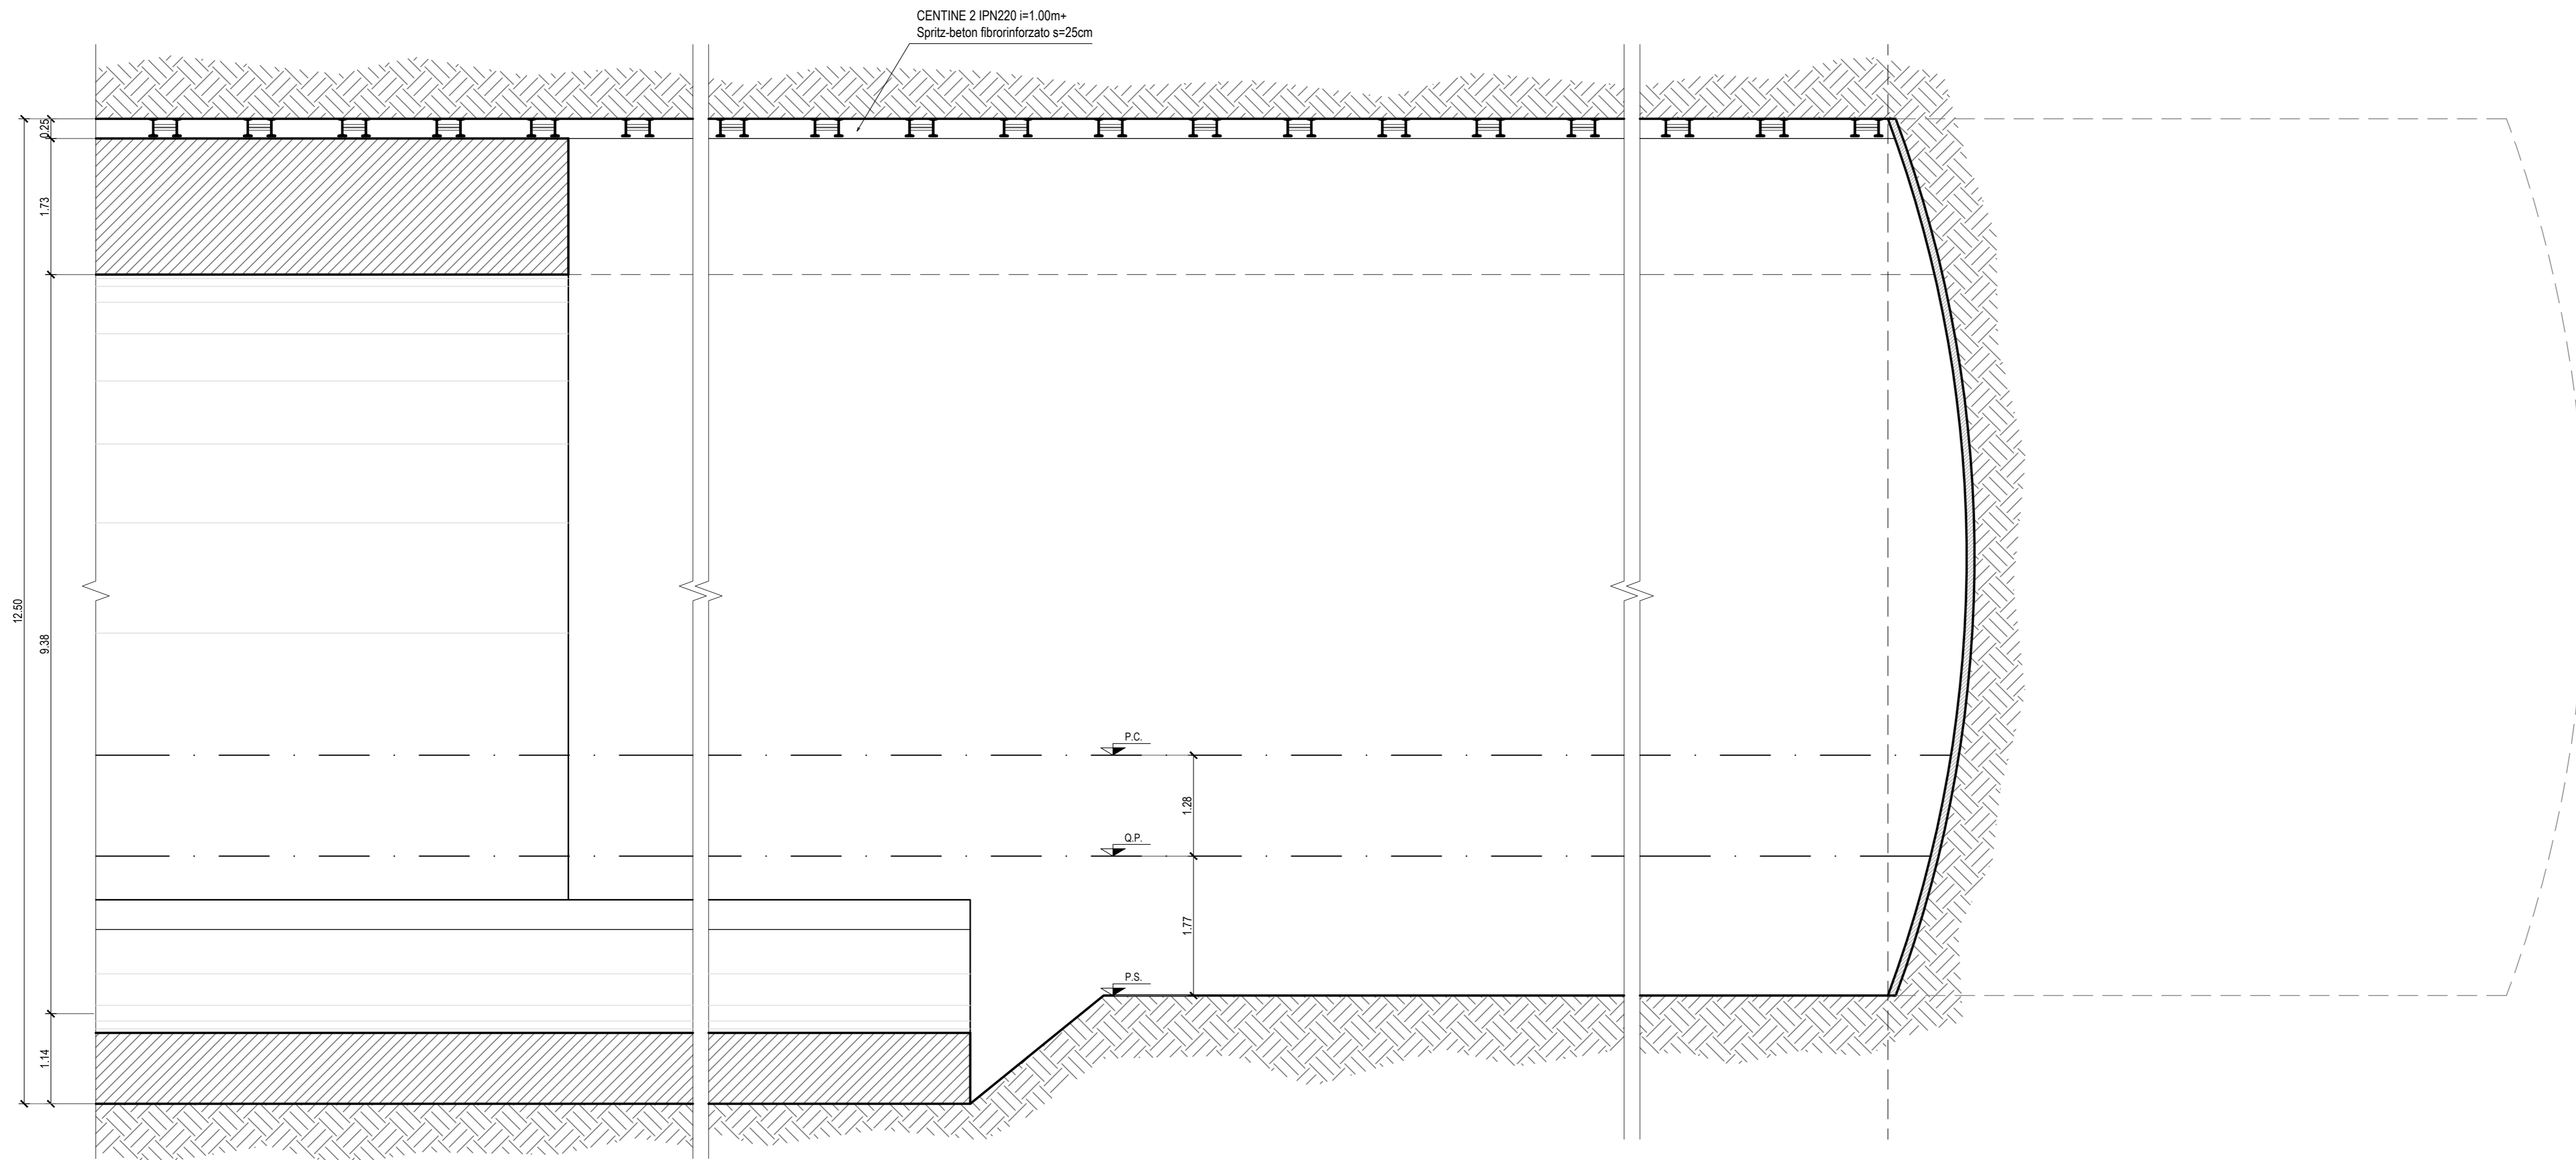 CENTINE 2 IPN220 i=1.00m+
Spritz-beton fibrorinforzato s=25cm
0.25
1.73
12.50
9.38
1.14
P.C.
1.28
Q.P.
1.77
P.S.